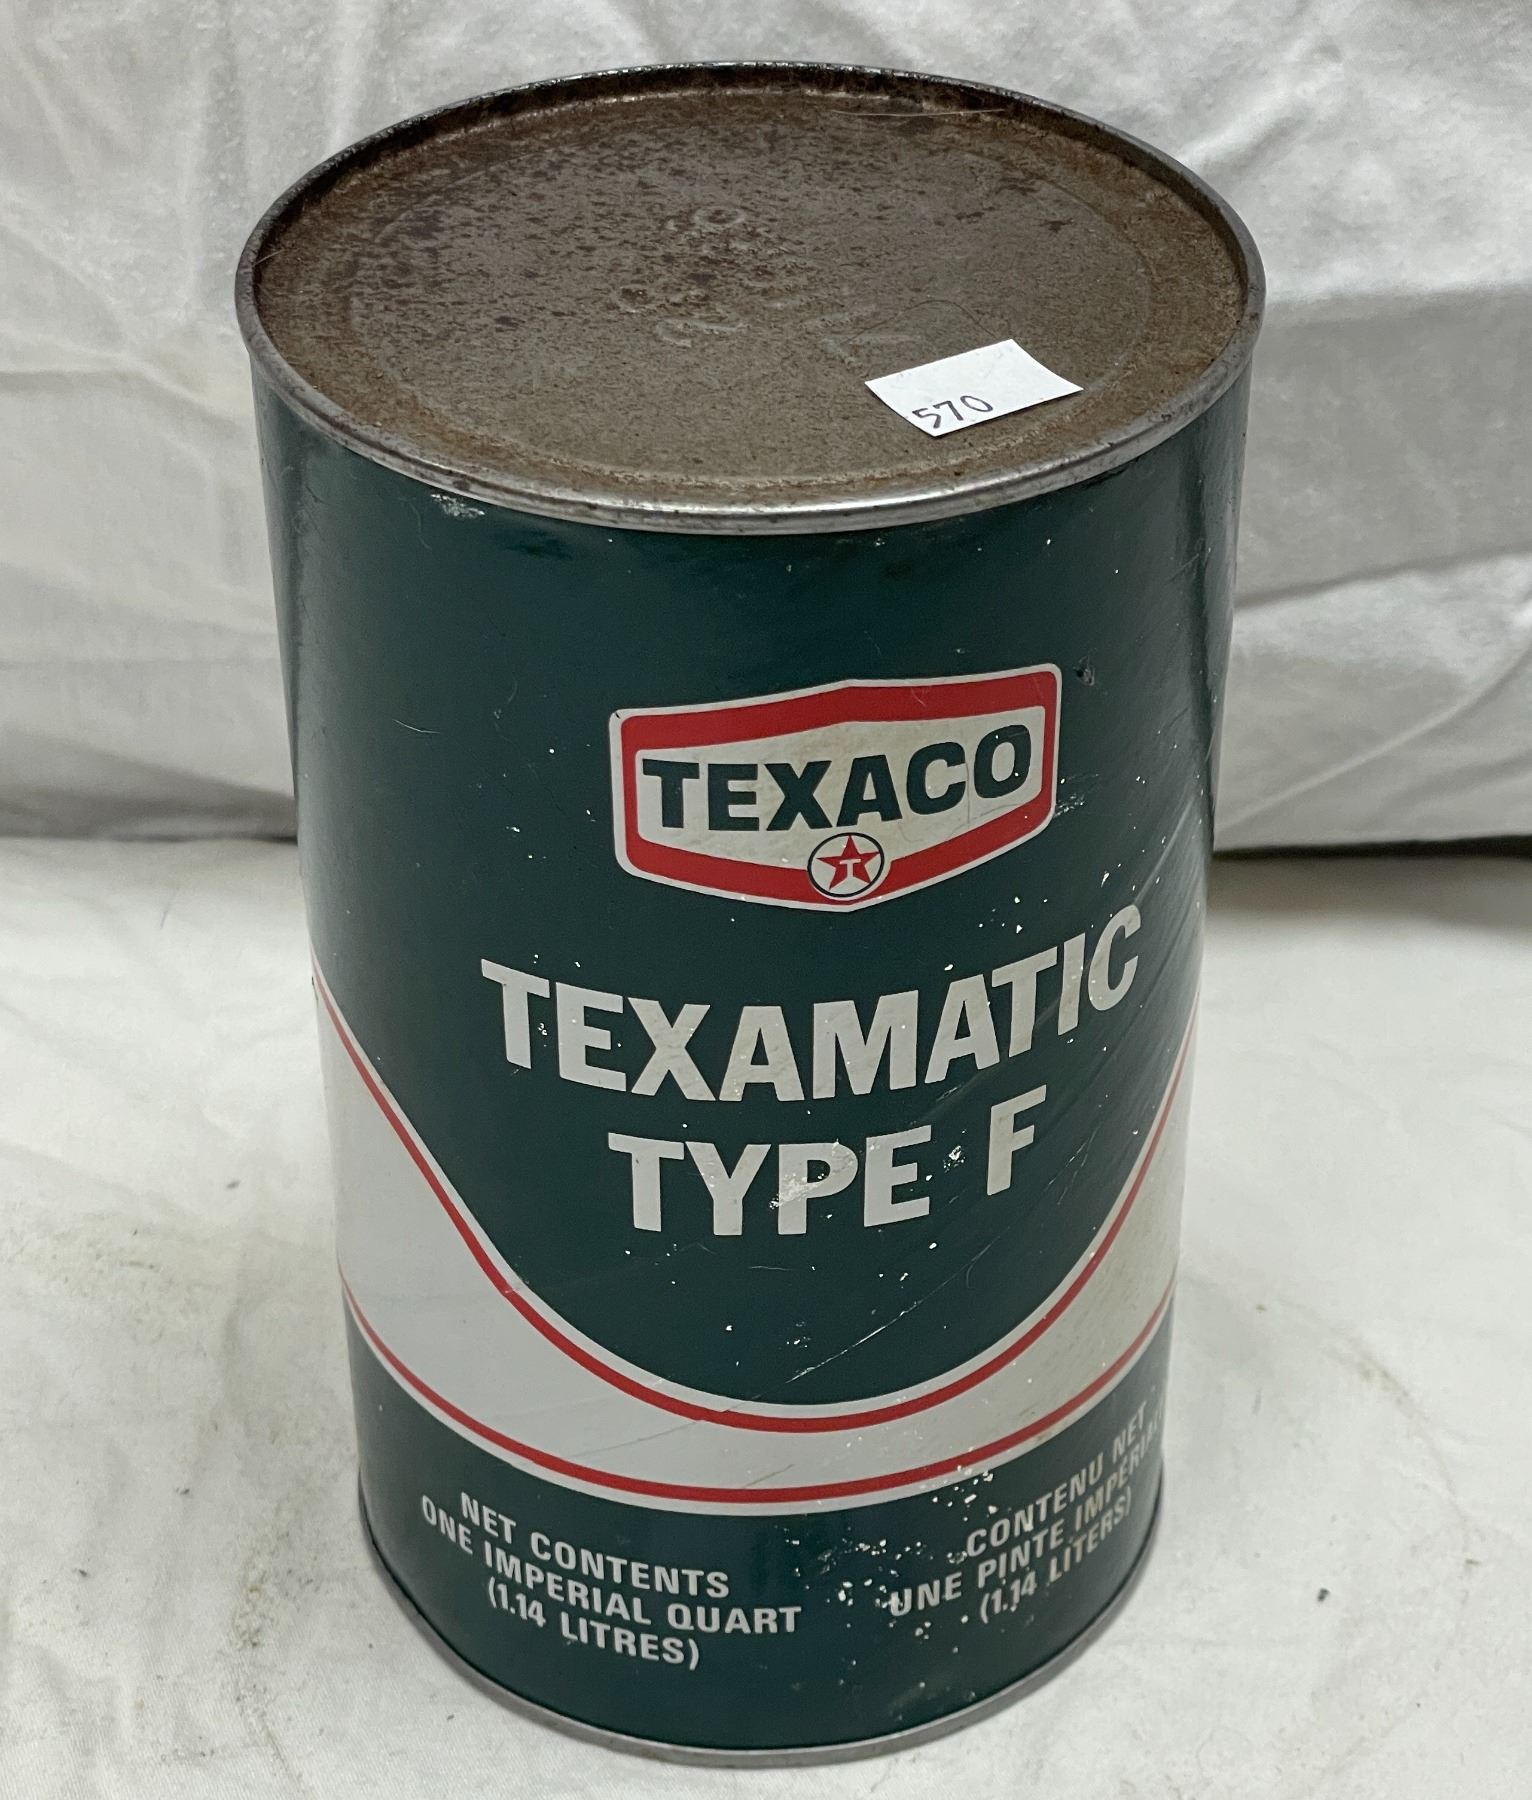 570
TEXACO
T
TEXAMATIC
TYPE F
NET CONTENTS
ONE IMPERIAL QUART
(1.14 LITRES)
CONTENU NET
UNE PINTE IMPERIALE
(1.14 LITERS)